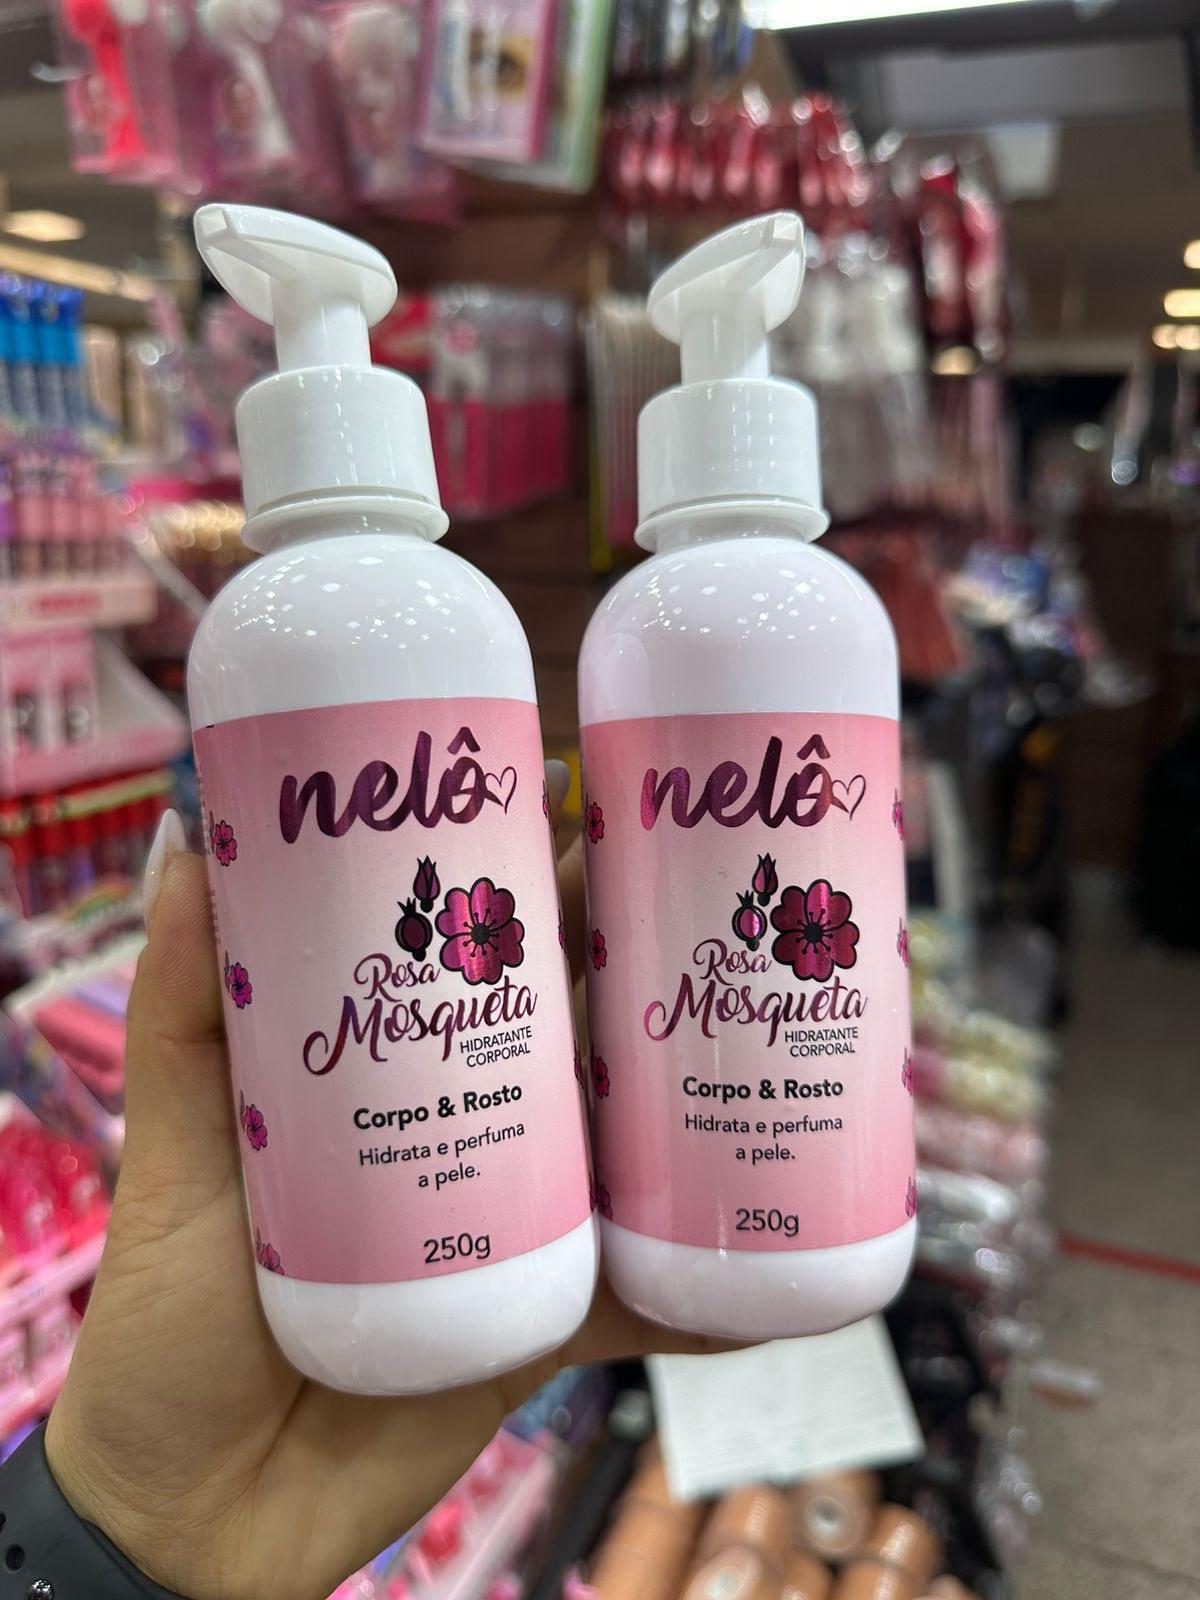 nelô
Rosa
Mosqueta
HIDRATANTE
CORPORAL
Corpo & Rosto
Hidrata e perfuma
a pele.
250g
nelô
Rosa
Mosqueta
HIDRATANTE
CORPORAL
Corpo & Rosto
Hidrata e perfuma
a pele.
250g